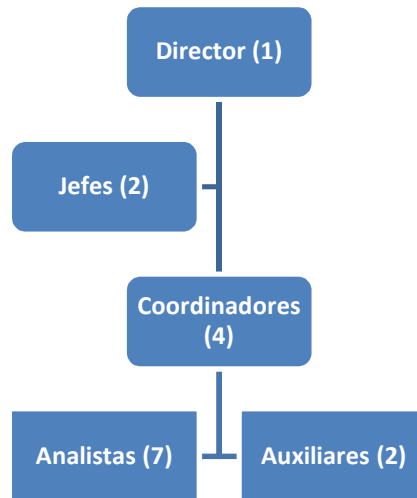 Director (1)
Jefes (2)
Coordinadores
(4)
Analistas (7)
Auxiliares (2)